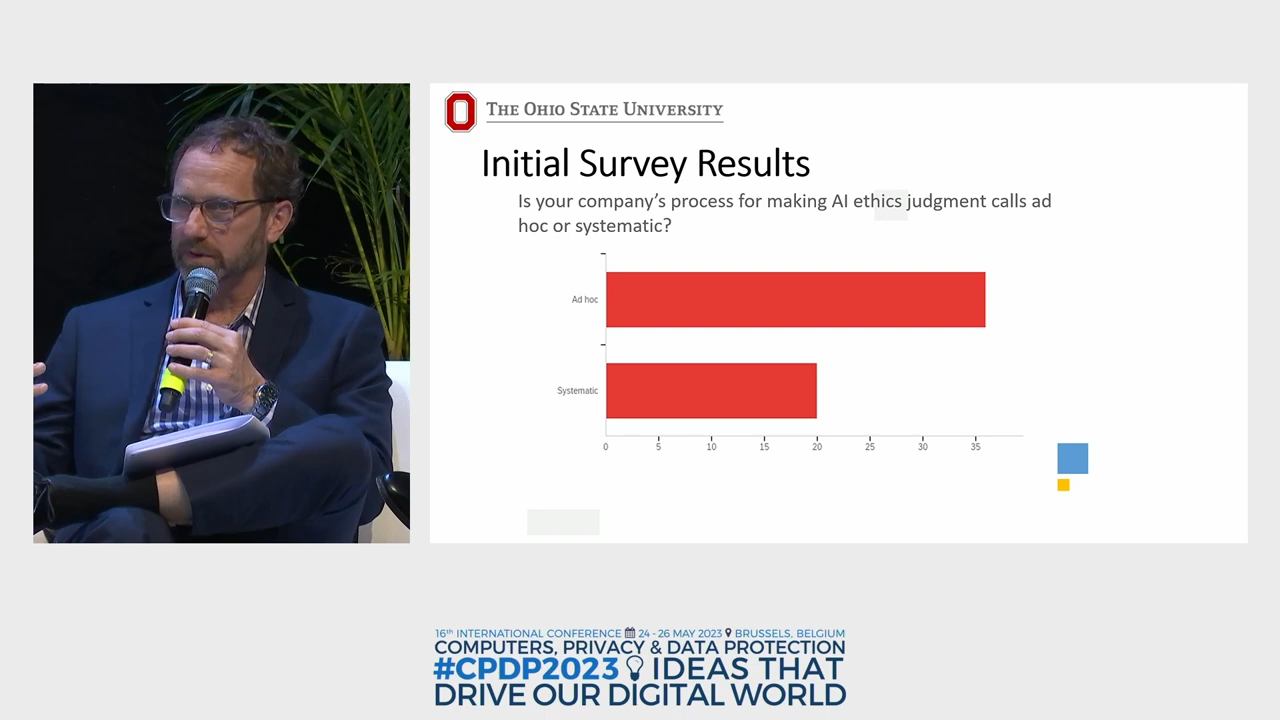 THE OHIO STATE UNIVERSITY
Initial Survey Results
Is your company's process for making AI ethics judgment calls ad
hoc or systematic?
Ad hoc
Systematic
0 5 10 15 20 25 30 35
16th INTERNATIONAL CONFERENCE 24 - 26 MAY 2023 BRUSSELS, BELGIUM
COMPUTERS, PRIVACY & DATA PROTECTION
#CPDP2023 IDEAS THAT
DRIVE OUR DIGITAL WORLD